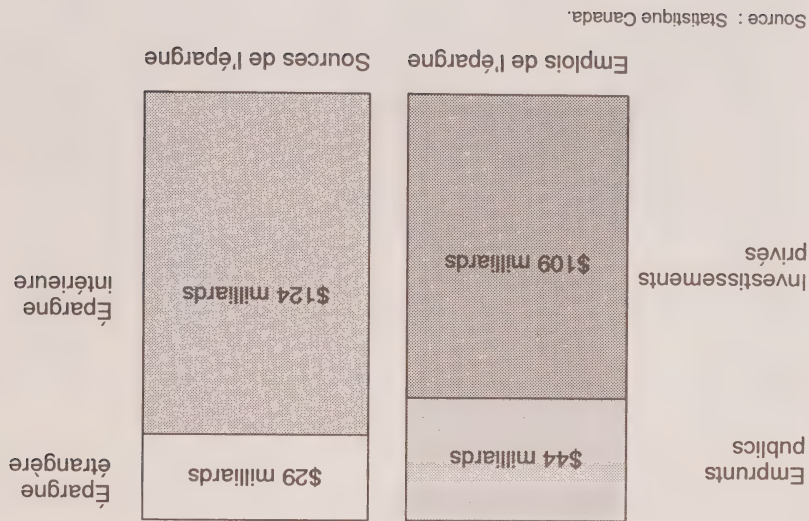 Emprunts
publics
$44 milliards
$29 milliards
Épargne
étrangère
Investissements
privés
$109 milliards
$124 milliards
Épargne
intérieure
Emplois de l'épargne
Sources de l'épargne
Source : Statistique Canada.